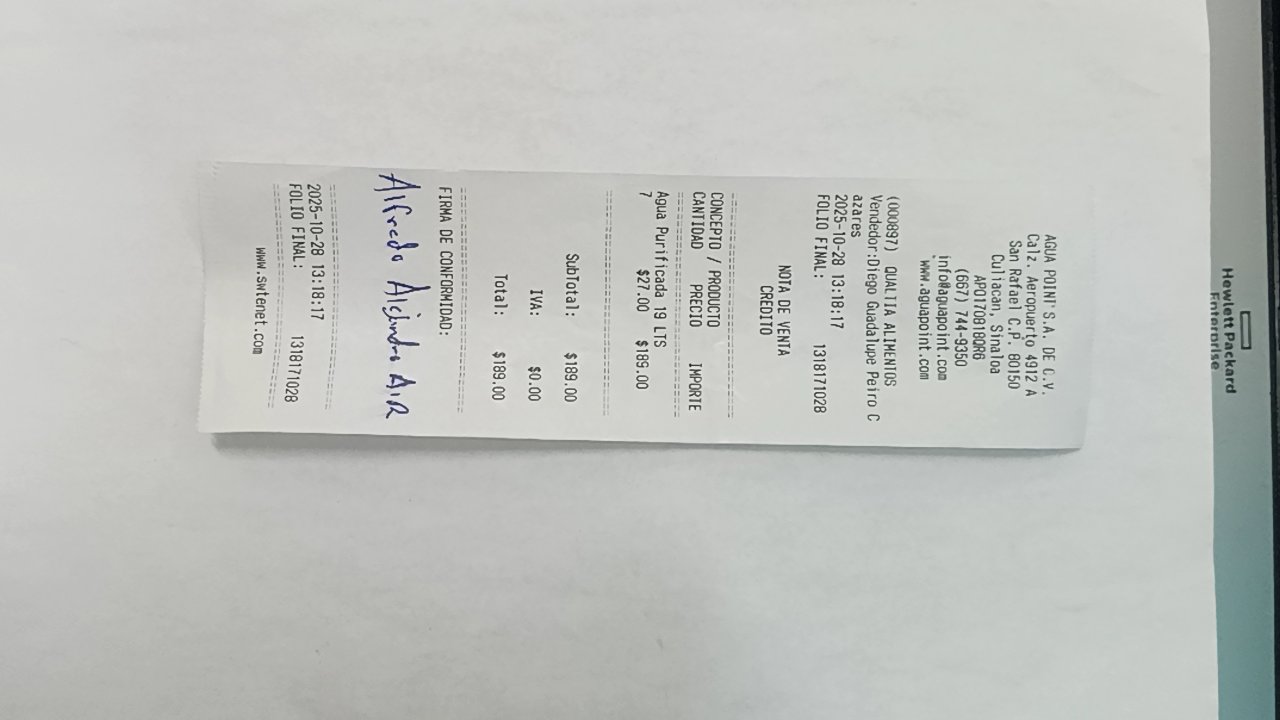 AGUA POINT S.A. DE C.V.
Calz. Aeropuerto 4912 A
San Rafael C.P. 80150
Culiacan, Sinaloa
APO170818QR6
(667) 744-9350
info@aguapoint.com
www.aguapoint.com
(000897) QUALTIA ALIMENTOS
Vendedor:Diego Guadalupe Peiro C
azares
2025-10-28 13:18:17
FOLIO FINAL: 1318171028
NOTA DE VENTA
CREDITO
CONCEPTO / PRODUCTO
CANTIDAD PRECIO IMPORTE
Agua Purificada 19 LTS
7 $27.00 $189.00
SubTotal: $189.00
IVA: $0.00
Total: $189.00
FIRMA DE CONFORMIDAD:
Alfredo Alejandro
2025-10-28 13:18:17
FOLIO FINAL: 1318171028
www.swtenet.com
Hewlett Packard
Enterprise